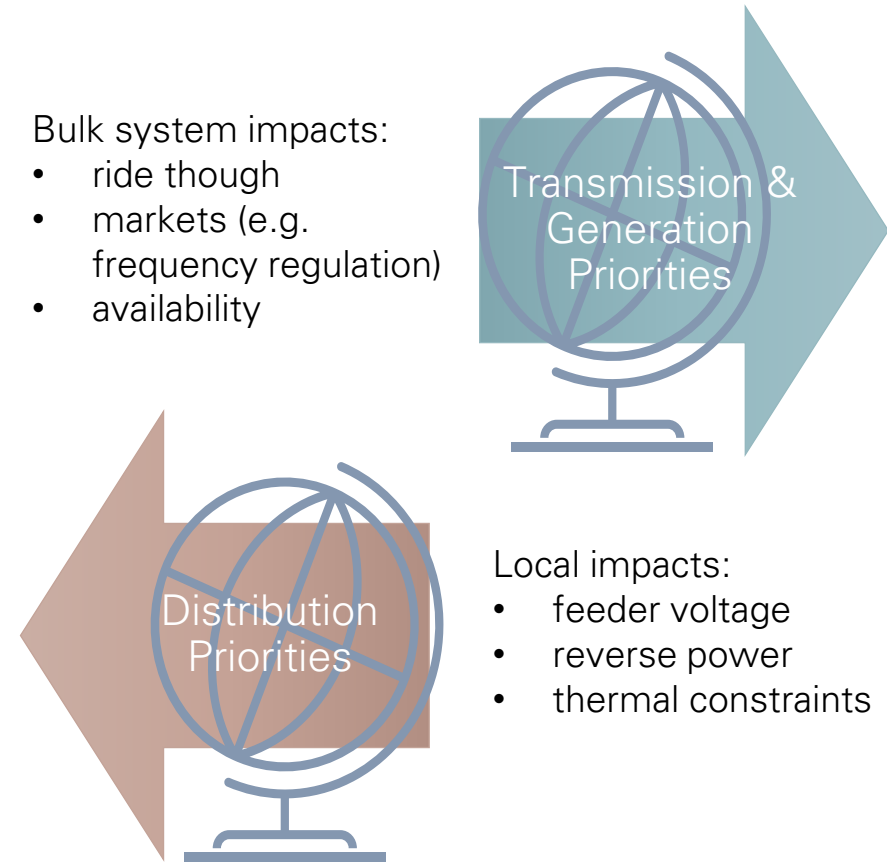 Bulk system impacts:
• ride though
• markets (e.g.
frequency regulation)
• availability
Transmission &
Generation
Priorities
Distribution
Priorities
Local impacts:
• feeder voltage
• reverse power
• thermal constraints